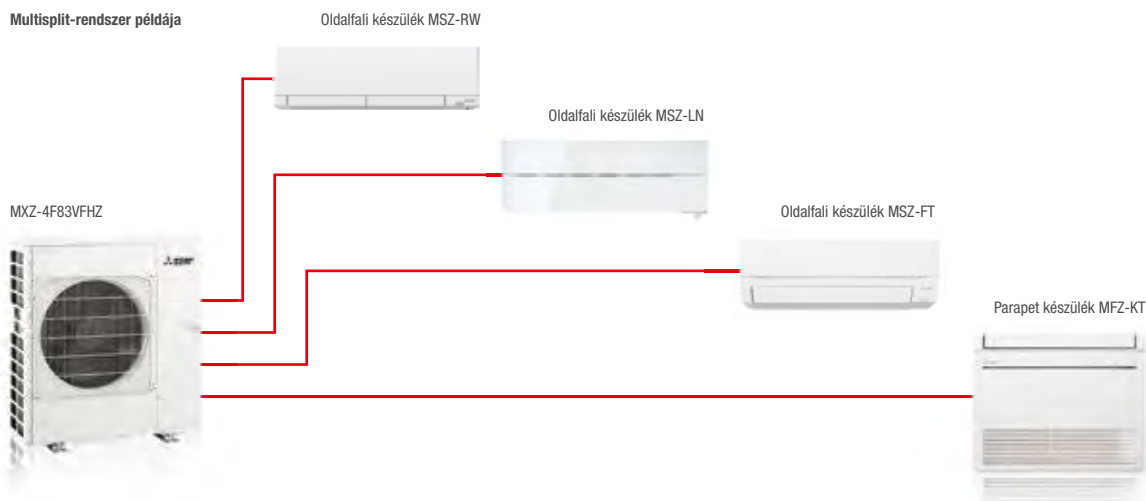 Multisplit-rendszer példája
Oldalfali készülék MSZ-RW
Oldalfali készülék MSZ-LN
MXZ-4F83VFHZ
Oldalfali készülék MSZ-FT
Parapet készülék MFZ-KT